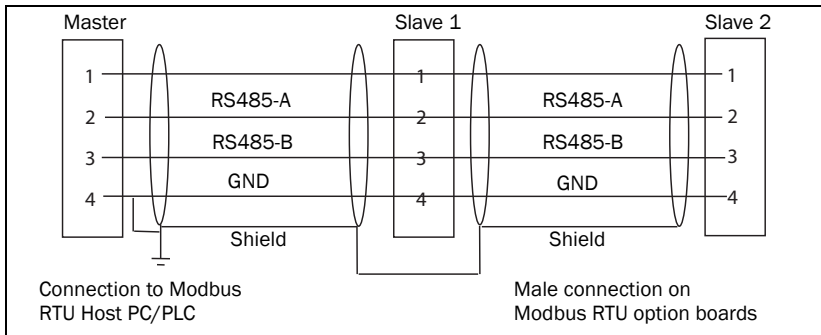 Master Slave 1 Slave 2
1 1 1
RS485-A RS485-A
2 2 2
RS485-B RS485-B
3 3 3
GND GND
4 4 4
Shield Shield
Connection to Modbus
RTU Host PC/PLC
Male connection on
Modbus RTU option boards